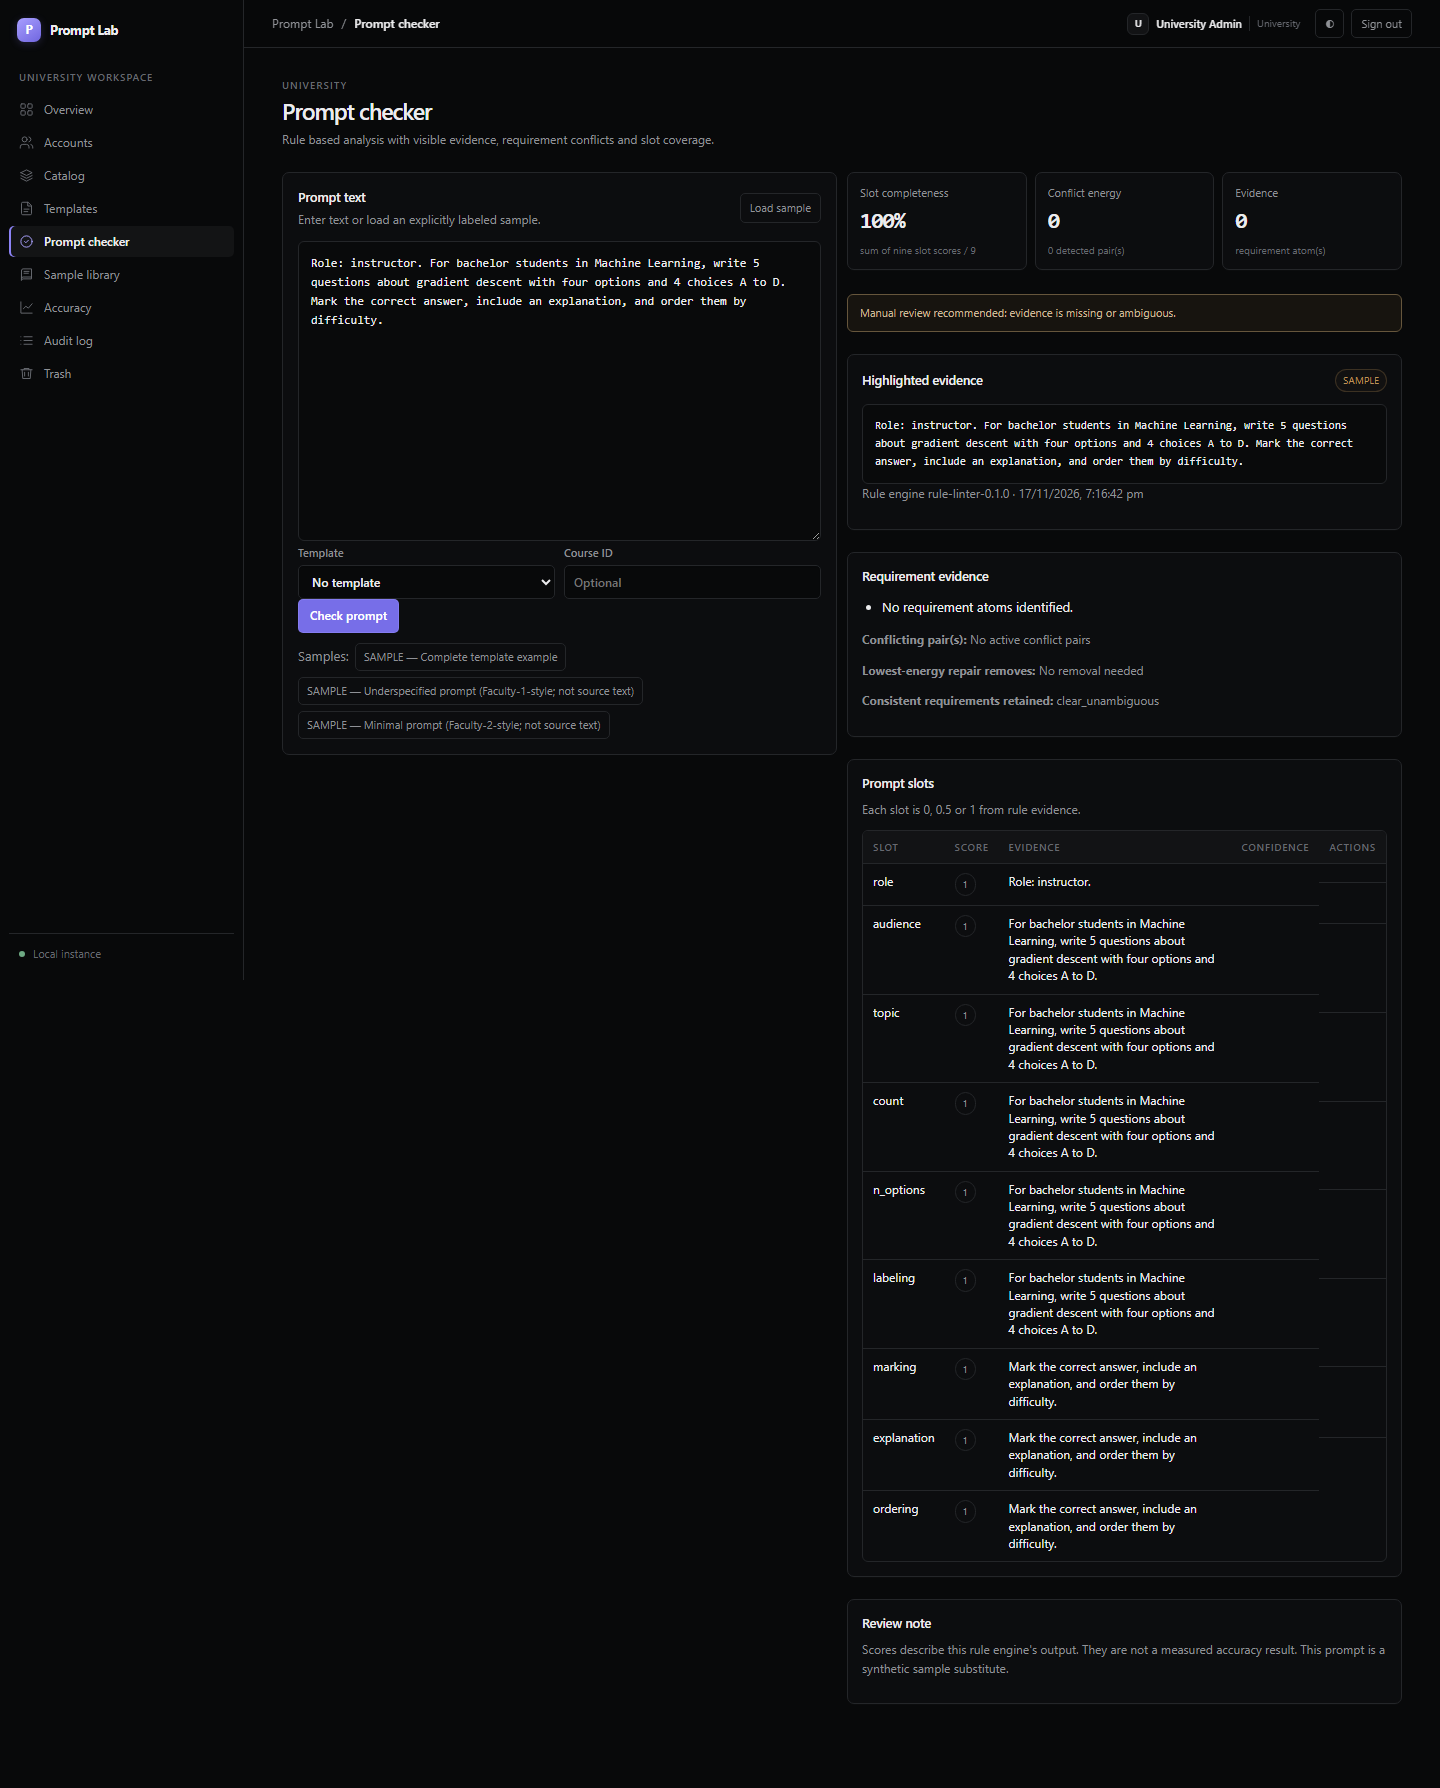 P Prompt Lab
UNIVERSITY WORKSPACE
Overview
Accounts
Catalog
Templates
Prompt checker
Sample library
Accuracy
Audit log
Trash
Local instance
Prompt Lab / Prompt checker
U University Admin University Sign out
UNIVERSITY
Prompt checker
Rule based analysis with visible evidence, requirement conflicts and slot coverage.
Prompt text
Enter text or load an explicitly labeled sample.
Load sample
Role: instructor. For bachelor students in Machine Learning, write 5
questions about gradient descent with four options and 4 choices A to D.
Mark the correct answer, include an explanation, and order them by
difficulty.
Template
Course ID
No template
Optional
Check prompt
Samples: SAMPLE — Complete template example
SAMPLE — Underspecified prompt (Faculty-1-style; not source text)
SAMPLE — Minimal prompt (Faculty-2-style; not source text)
Slot completeness
100%
sum of nine slot scores / 9
Conflict energy
0
0 detected pair(s)
Evidence
0
requirement atom(s)
Manual review recommended: evidence is missing or ambiguous.
Highlighted evidence
SAMPLE
Role: instructor. For bachelor students in Machine Learning, write 5 questions
about gradient descent with four options and 4 choices A to D. Mark the correct
answer, include an explanation, and order them by difficulty.
Rule engine rule-linter-0.1.0 · 17/11/2026, 7:16:42 pm
Requirement evidence
• No requirement atoms identified.
Conflicting pair(s): No active conflict pairs
Lowest-energy repair removes: No removal needed
Consistent requirements retained: clear_unambiguous
Prompt slots
Each slot is 0, 0.5 or 1 from rule evidence.
SLOT SCORE EVIDENCE CONFIDENCE ACTIONS
role 1 Role: instructor.
audience 1 For bachelor students in Machine
Learning, write 5 questions about
gradient descent with four options and
4 choices A to D.
topic 1 For bachelor students in Machine
Learning, write 5 questions about
gradient descent with four options and
4 choices A to D.
count 1 For bachelor students in Machine
Learning, write 5 questions about
gradient descent with four options and
4 choices A to D.
n_options 1 For bachelor students in Machine
Learning, write 5 questions about
gradient descent with four options and
4 choices A to D.
labeling 1 For bachelor students in Machine
Learning, write 5 questions about
gradient descent with four options and
4 choices A to D.
marking 1 Mark the correct answer, include an
explanation, and order them by
difficulty.
explanation 1 Mark the correct answer, include an
explanation, and order them by
difficulty.
ordering 1 Mark the correct answer, include an
explanation, and order them by
difficulty.
Review note
Scores describe this rule engine's output. They are not a measured accuracy result. This prompt is a
synthetic sample substitute.